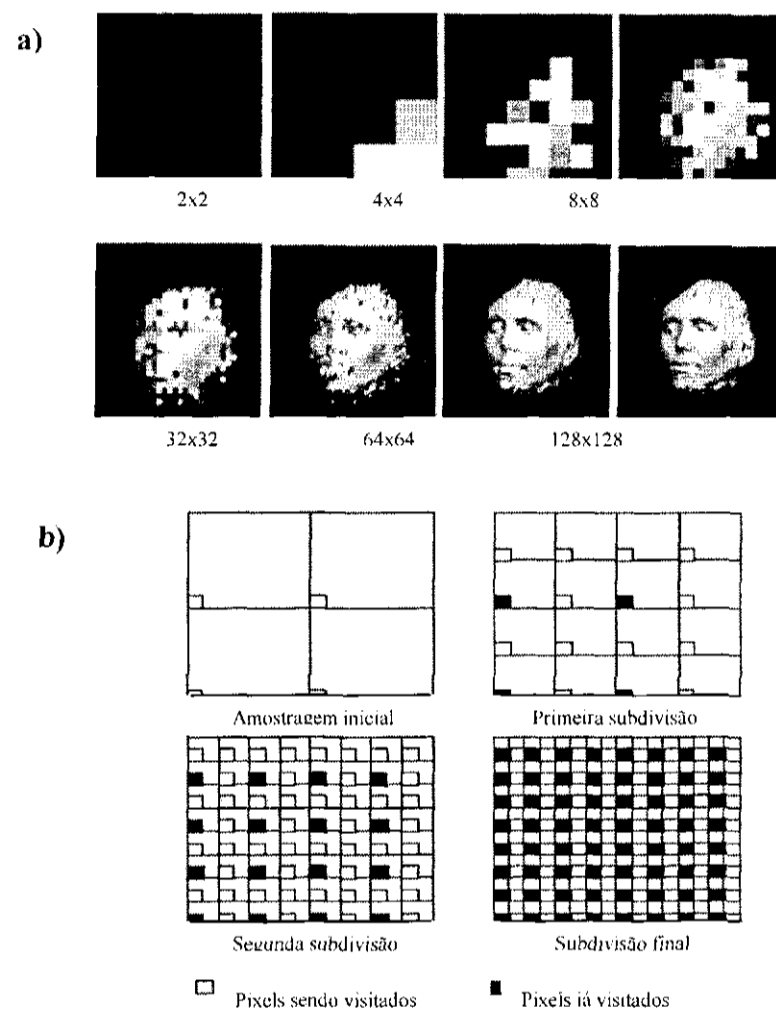 a)
2x2 4x4 8x8
32x32 64x64 128x128
b)
Amostragem inicial Primeira subdivisão
Segunda subdivisão Subdivisão final
Pixels sendo visitados Pixels já visitados